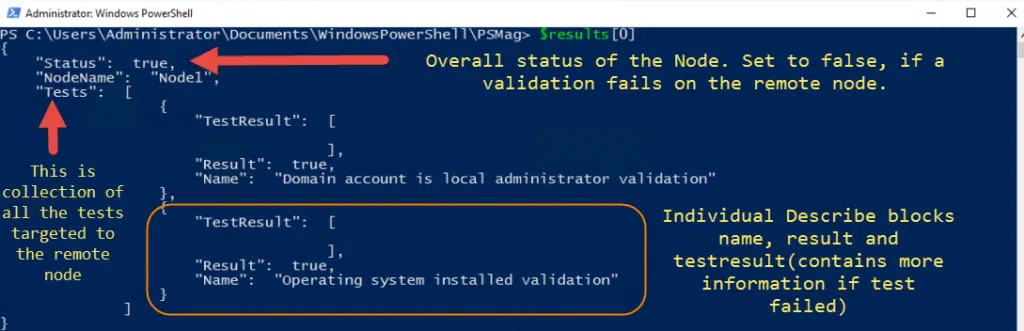 Administrator: Windows PowerShell
PS C:\Users\Administrator\Documents\WindowsPowerShell\PSMag> $results[0]
{
"Status": true,
"NodeName": "Node1",
"Tests": [
{
"TestResult": [
],
"Result": true,
"Name": "Domain account is local administrator validation"
},
{
"TestResult": [
],
"Result": true,
"Name": "Operating system installed validation"
}
]
}
Overall status of the Node. Set to false, if a
validation fails on the remote node.
This is
collection of
all the tests
targeted to
the remote
node
Individual Describe blocks
name, result and
testresult(contains more
information if test
failed)